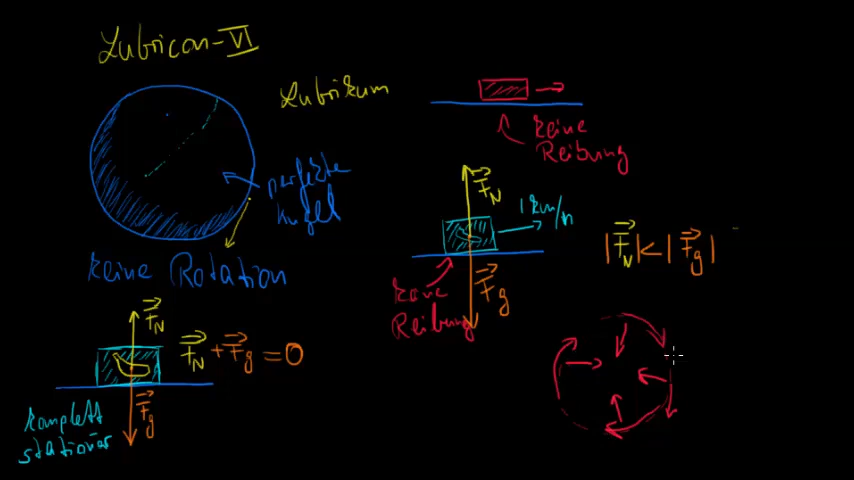 Lubricon-VI
Lubrikum
keine
Reibung
perfekte
Kugel
keine Rotation
F_N
1 km/h
F_g
keine
Reibung
|F_N| < |F_g|
F_N
F_N + F_g = 0
F_g
komplett
stationär